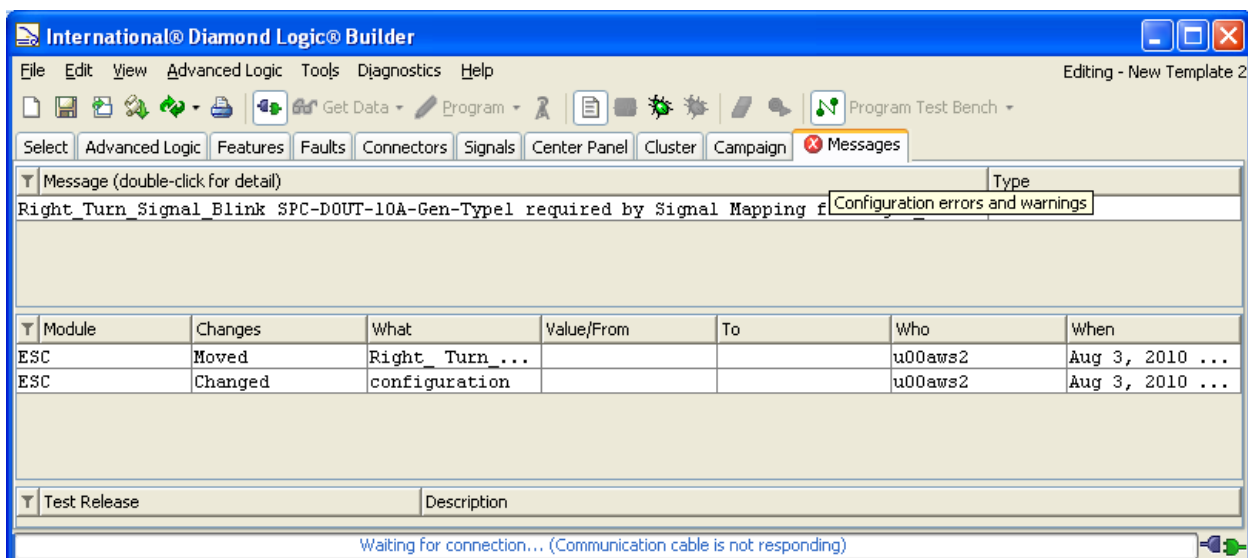 International® Diamond Logic® Builder
File Edit View Advanced Logic Tools Diagnostics Help Editing - New Template 2
Get Data Program Program Test Bench
Select Advanced Logic Features Faults Connectors Signals Center Panel Cluster Campaign Messages
Message (double-click for detail) Type
Right_Turn_Signal_Blink SPC-DOUT-10A-Gen-Type1 required by Signal Mapping
Configuration errors and warnings
Module Changes What Value/From To Who When
ESC Moved Right_ Turn_... u00aws2 Aug 3, 2010 ...
ESC Changed configuration u00aws2 Aug 3, 2010 ...
Test Release Description
Waiting for connection... (Communication cable is not responding)